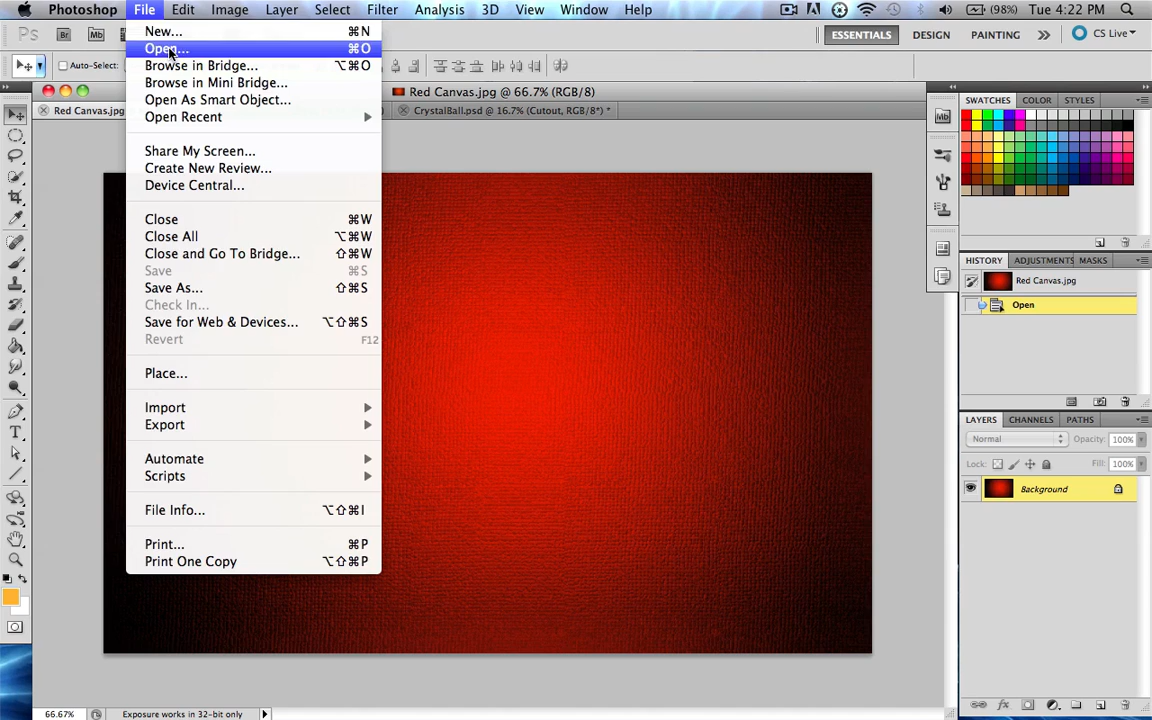 Photoshop File Edit Image Layer Select Filter Analysis 3D View Window Help (98%) Tue 4:22 PM
Ps Br Mb ESSENTIALS DESIGN PAINTING CS Live
Auto-Select:
Red Canvas.jpg @ 66.7% (RGB/8)
Red Canvas.jpg CrystalBall.psd @ 16.7% (Cutout, RGB/8*) *
New... ⌘N
Open... ⌘O
Browse in Bridge... ⌥⌘O
Browse in Mini Bridge...
Open As Smart Object...
Open Recent
Share My Screen...
Create New Review...
Device Central...
Close ⌘W
Close All ⌥⌘W
Close and Go To Bridge... ⇧⌘W
Save ⌘S
Save As... ⇧⌘S
Check In...
Save for Web & Devices... ⌥⇧⌘S
Revert F12
Place...
Import
Export
Automate
Scripts
File Info... ⌥⇧⌘I
Print... ⌘P
Print One Copy ⌥⇧⌘P
Mb
SWATCHES COLOR STYLES
HISTORY ADJUSTMENTS MASKS
Red Canvas.jpg
Open
LAYERS CHANNELS PATHS
Normal Opacity: 100%
Lock: Fill: 100%
Background
66.67% Exposure works in 32-bit only